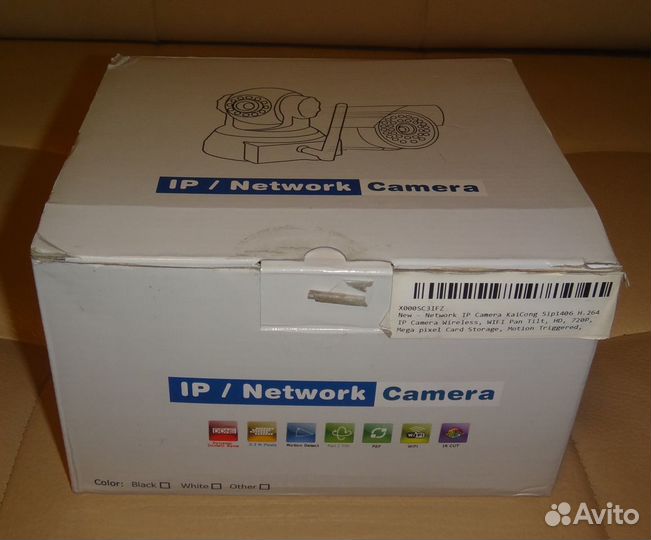 IP / Network Camera
X000SC3IFZ
New - Network IP Camera KaiCong Sip1406 H.264
IP Camera Wireless, WIFI Pan Tilt, HD, 720P,
Mega pixel Card Storage, Motion Triggered,
IP / Network Camera
Motion Detect
P2P
WiFi
IR CUT
Color: Black White Other
Avito